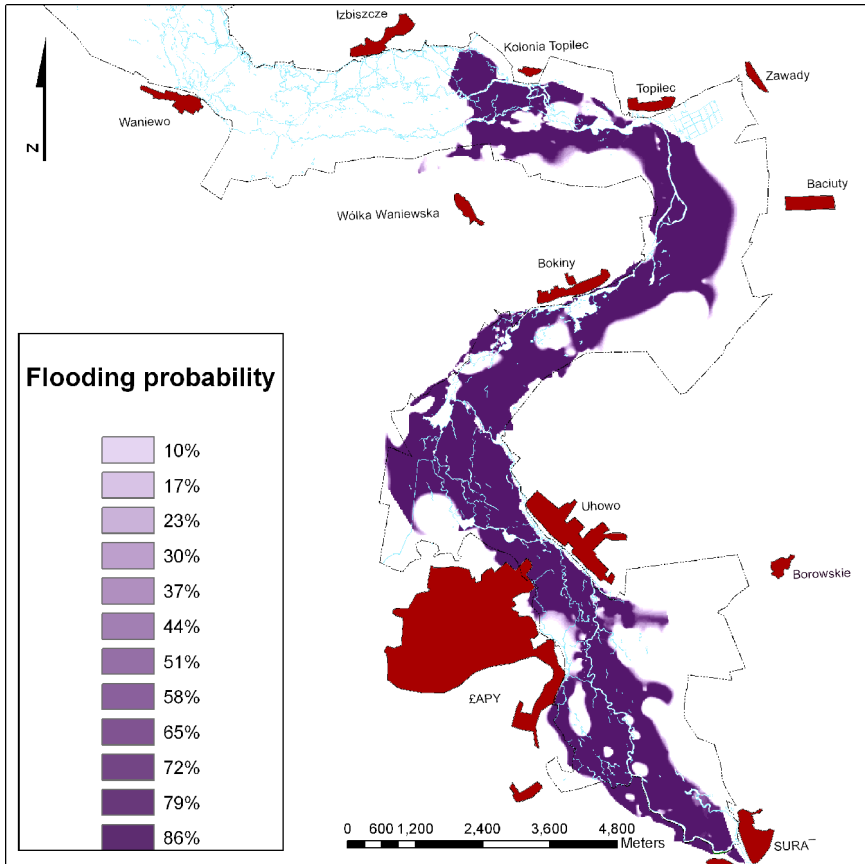 Izbiszcze
Kolonia Topilec
Zawady
Topilec
Waniewo
Z
Baciuty
Wólka Waniewska
Bokiny
Flooding probability
10%
17%
23%
30%
37%
44%
51%
58%
65%
72%
79%
86%
Uhowo
Borowskie
£APY
0 600 1,200 2,400 3,600 4,800
Meters
SURA¯